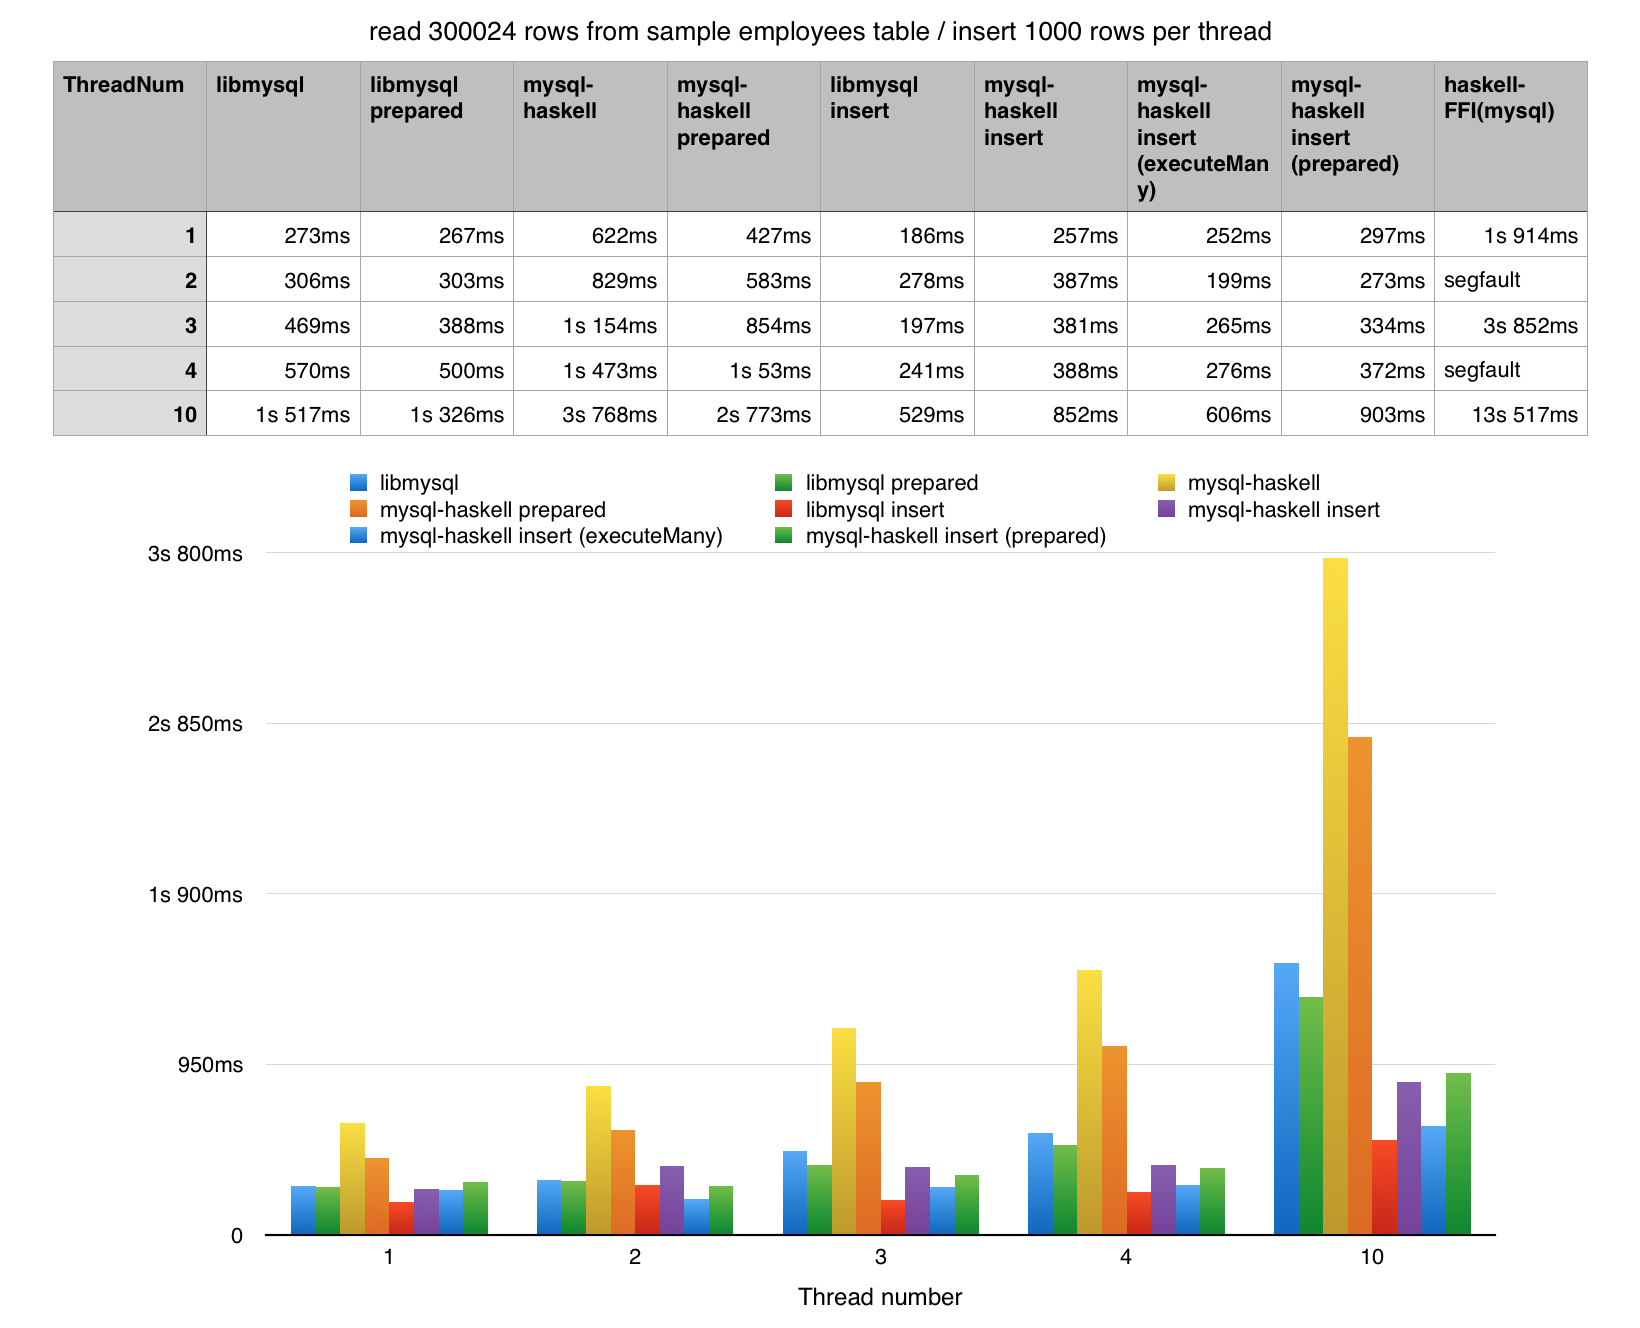 read 300024 rows from sample employees table / insert 1000 rows per thread
ThreadNum libmysql libmysql prepared mysql-haskell mysql-haskell prepared libmysql insert mysql-haskell insert mysql-haskell insert (executeMany) mysql-haskell insert (prepared) haskell-FFI(mysql)
1 273ms 267ms 622ms 427ms 186ms 257ms 252ms 297ms 1s 914ms
2 306ms 303ms 829ms 583ms 278ms 387ms 199ms 273ms segfault
3 469ms 388ms 1s 154ms 854ms 197ms 381ms 265ms 334ms 3s 852ms
4 570ms 500ms 1s 473ms 1s 53ms 241ms 388ms 276ms 372ms segfault
10 1s 517ms 1s 326ms 3s 768ms 2s 773ms 529ms 852ms 606ms 903ms 13s 517ms
libmysql libmysql prepared mysql-haskell
mysql-haskell prepared libmysql insert mysql-haskell insert
mysql-haskell insert (executeMany) mysql-haskell insert (prepared)
3s 800ms
2s 850ms
1s 900ms
950ms
0
1 2 3 4 10
Thread number